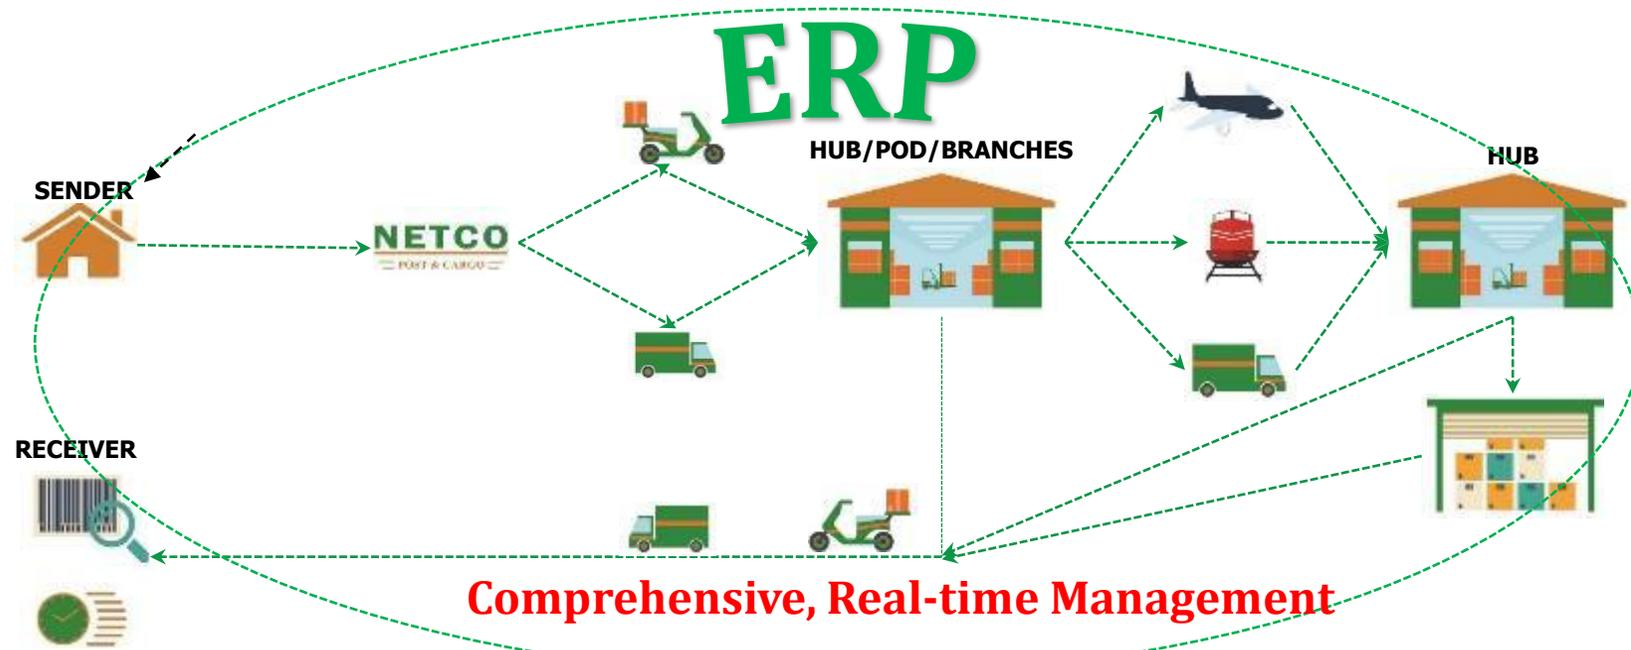 ERP
HUB/POD/BRANCHES
HUB
SENDER
NETCO
POST & CARGO
RECEIVER
Comprehensive, Real-time Management